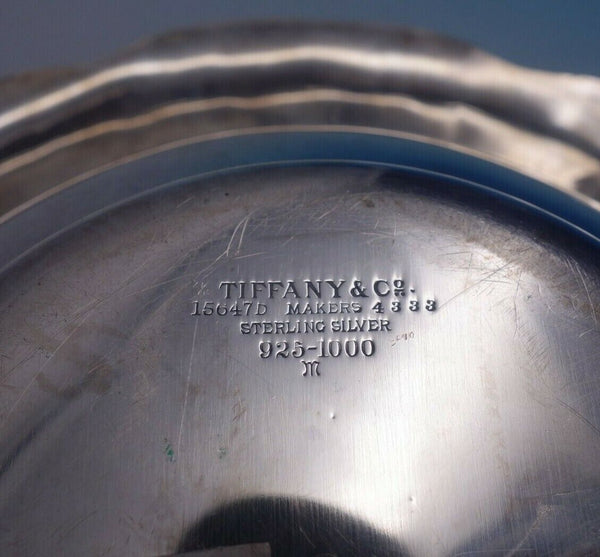 TIFFANY & Co.
15647D MAKERS 4333
STERLING SILVER
925-1000
M